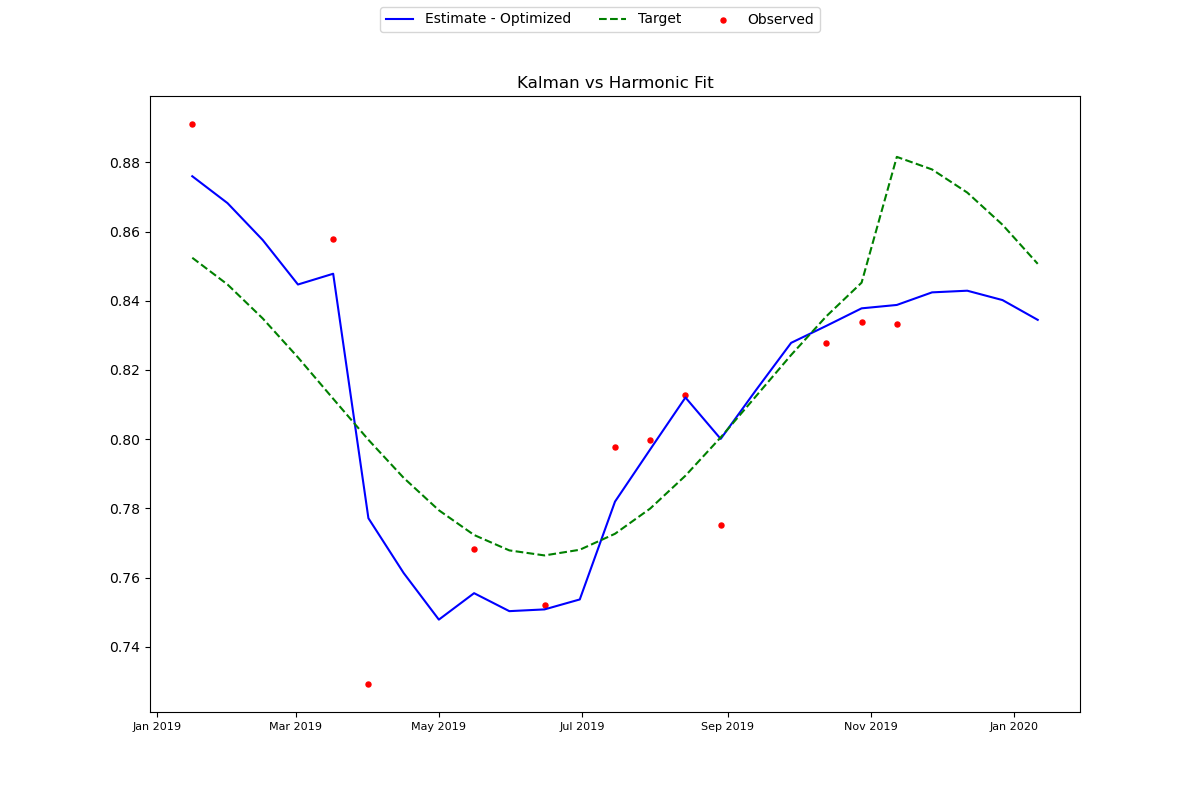 Estimate - Optimized Target Observed
Kalman vs Harmonic Fit
0.88
0.86
0.84
0.82
0.80
0.78
0.76
0.74
Jan 2019 Mar 2019 May 2019 Jul 2019 Sep 2019 Nov 2019 Jan 2020